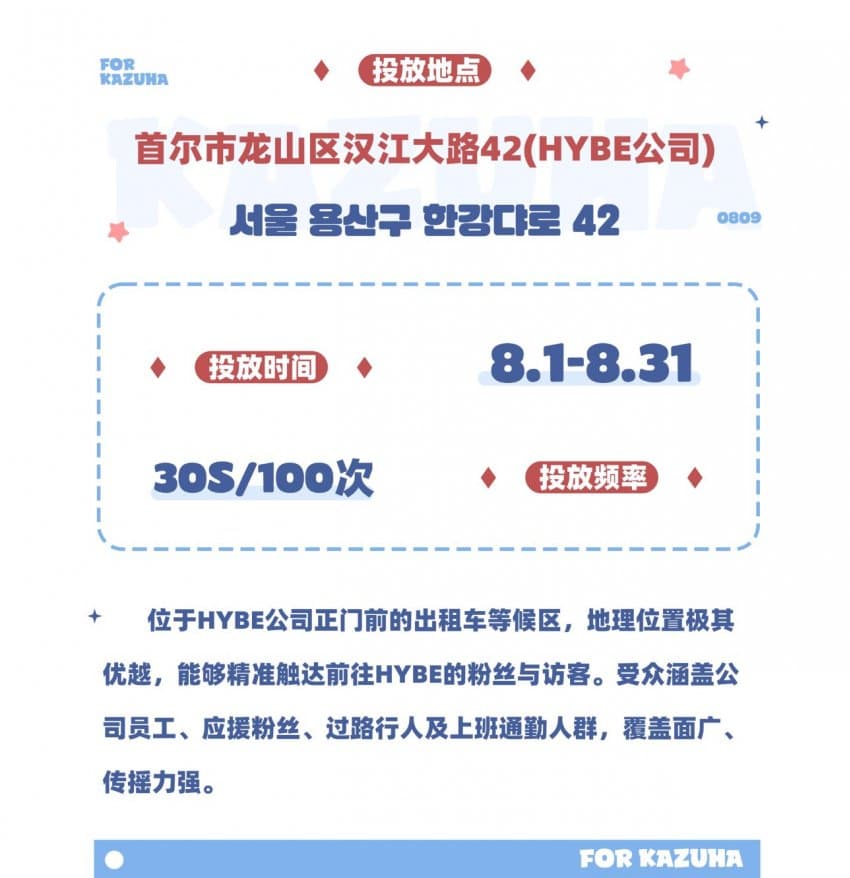 FOR
KAZUHA
投放地点
KAZUHA
首尔市龙山区汉江大路42(HYBE公司)
서울 용산구 한강댜로 42
0809
投放时间
8.1-8.31
30S/100次
投放频率
位于HYBE公司正门前的出租车等候区，地理位置极其
优越，能够精准触达前往HYBE的粉丝与访客。受众涵盖公
司员工、应援粉丝、过路行人及上班通勤人群，覆盖面广、
传摇力强。
FOR KAZUHA